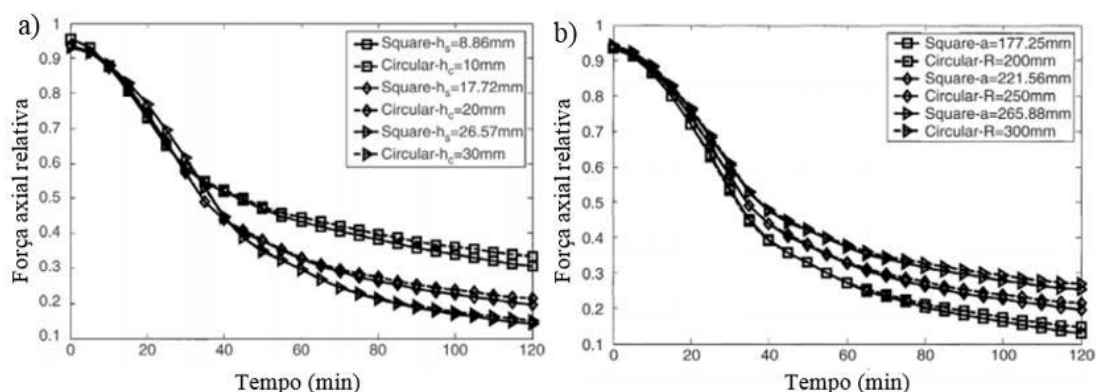 a)
Força axial relativa
1
0.9
0.8
0.7
0.6
0.5
0.4
0.3
0.2
0.1
0
20
40
60
80
100
120
Tempo (min)
Square-hₛ=8.86mm
Circular-h꜀=10mm
Square-hₛ=17.72mm
Circular-h꜀=20mm
Square-hₛ=26.57mm
Circular-h꜀=30mm
b)
Força axial relativa
1
0.9
0.8
0.7
0.6
0.5
0.4
0.3
0.2
0.1
0
20
40
60
80
100
120
Tempo (min)
Square-a=177.25mm
Circular-R=200mm
Square-a=221.56mm
Circular-R=250mm
Square-a=265.88mm
Circular-R=300mm